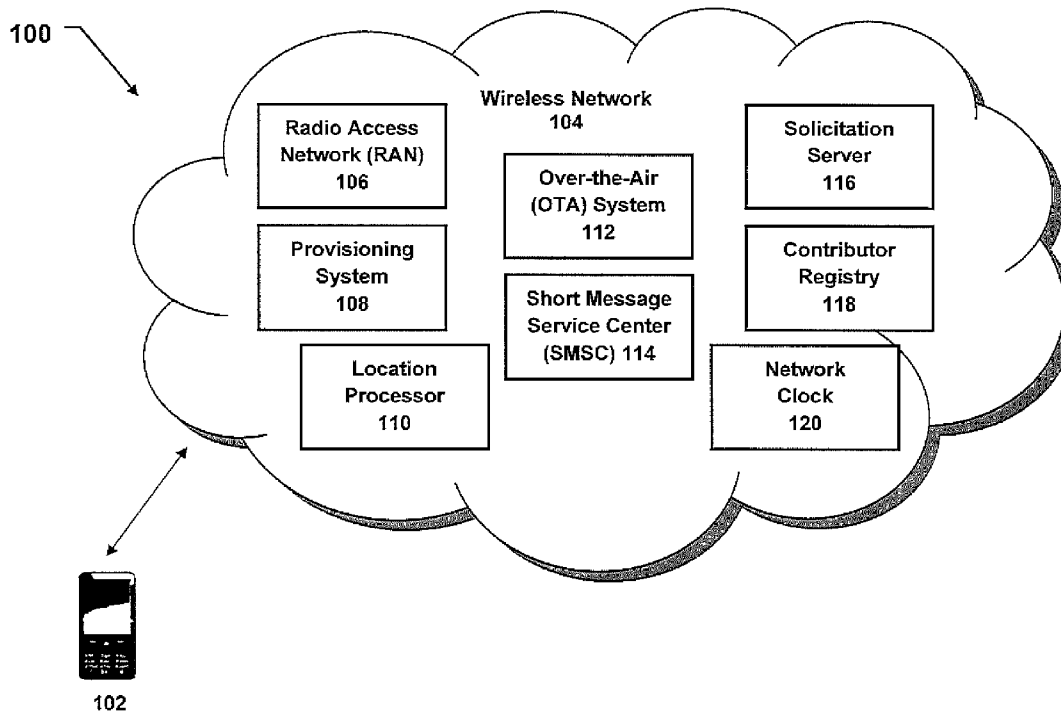 100
Wireless Network
104
Radio Access
Network (RAN)
106
Over-the-Air
(OTA) System
112
Solicitation
Server
116
Provisioning
System
108
Short Message
Service Center
(SMSC) 114
Contributor
Registry
118
Location
Processor
110
Network
Clock
120
102